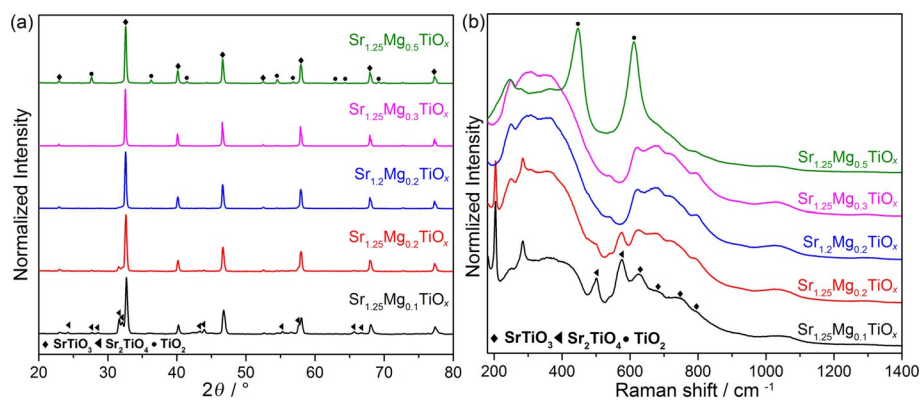 (a)
Normalized Intensity
Sr1.25Mg0.5TiOx
Sr1.25Mg0.3TiOx
Sr1.2Mg0.2TiOx
Sr1.25Mg0.2TiOx
Sr1.25Mg0.1TiOx
♦ SrTiO3 ◀ Sr2TiO4 • TiO2
20 30 40 50 60 70 80
2θ / °
(b)
Normlized Intensity
Sr1.25Mg0.5TiOx
Sr1.25Mg0.3TiOx
Sr1.2Mg0.2TiOx
Sr1.25Mg0.2TiOx
Sr1.25Mg0.1TiOx
♦ SrTiO3 ◀ Sr2TiO4 • TiO2
200 400 600 800 1000 1200 1400
Raman shift / cm -1